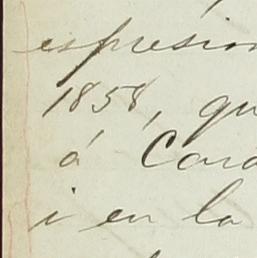 espresion
1858, qu
á Cara
i en la